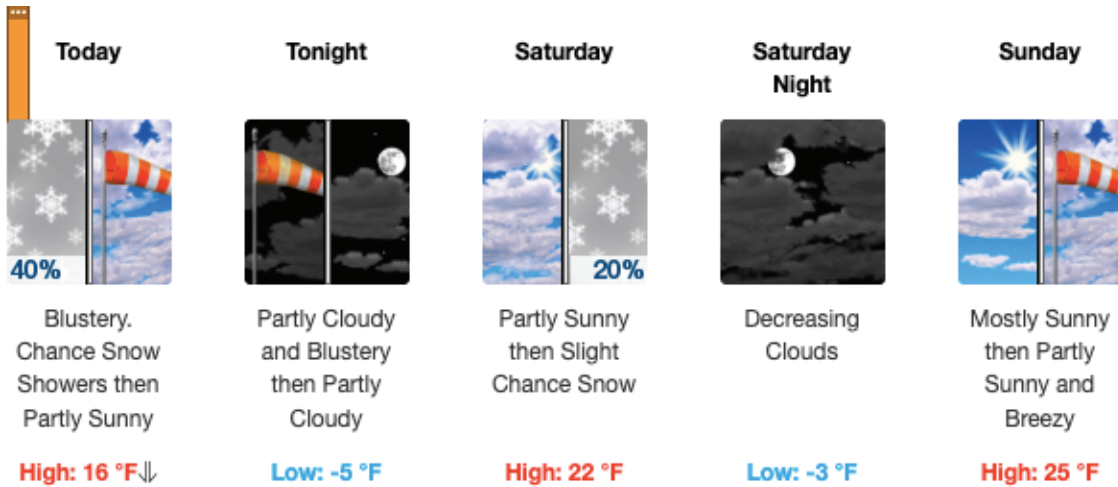 Today
40%
Blustery.
Chance Snow
Showers then
Partly Sunny
High: 16 °F⇓
Tonight
Partly Cloudy
and Blustery
then Partly
Cloudy
Low: -5 °F
Saturday
20%
Partly Sunny
then Slight
Chance Snow
High: 22 °F
Saturday
Night
Decreasing
Clouds
Low: -3 °F
Sunday
Mostly Sunny
then Partly
Sunny and
Breezy
High: 25 °F